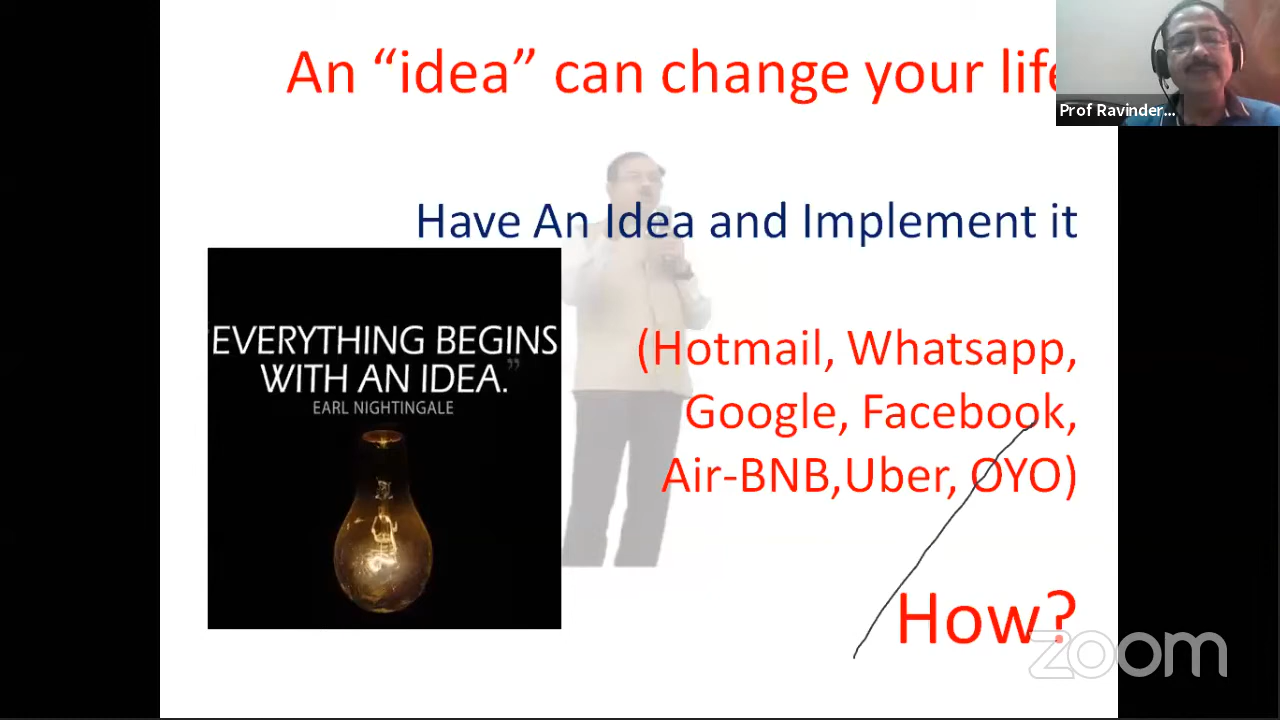 An “idea” can change your life
Prof Ravinder...
Have An Idea and Implement it
EVERYTHING BEGINS
WITH AN IDEA.”
EARL NIGHTINGALE
(Hotmail, Whatsapp,
Google, Facebook,
Air-BNB,Uber, OYO)
How?
zoom